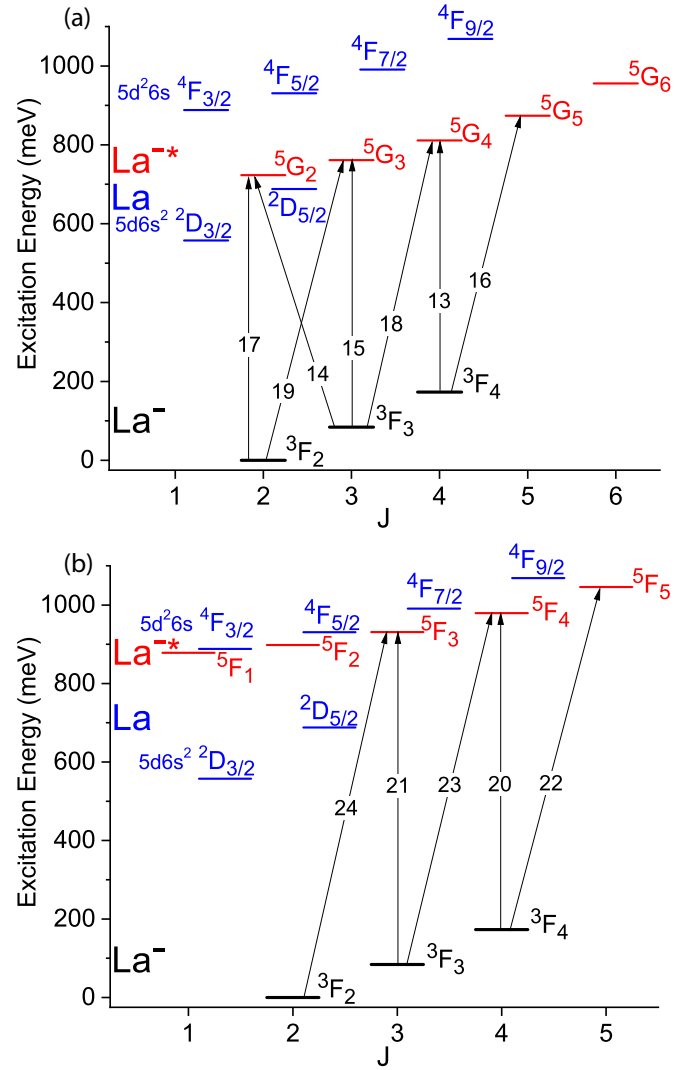 (a)
Excitation Energy (meV)
1000
800
600
400
200
0
5d²6s ⁴F3/2
⁴F5/2
⁴F7/2
⁴F9/2
La⁻*
⁵G2
⁵G3
⁵G4
⁵G5
⁵G6
La
5d6s² ²D3/2
²D5/2
17
19
14
15
18
13
16
La⁻
³F2
³F3
³F4
1 2 3 4 5 6
J
(b)
Excitation Energy (meV)
1000
800
600
400
200
0
5d²6s ⁴F3/2
⁴F5/2
⁴F7/2
⁴F9/2
La⁻*
⁵F1
⁵F2
⁵F3
⁵F4
⁵F5
La
5d6s² ²D3/2
²D5/2
24
21
23
20
22
La⁻
³F2
³F3
³F4
1 2 3 4 5
J